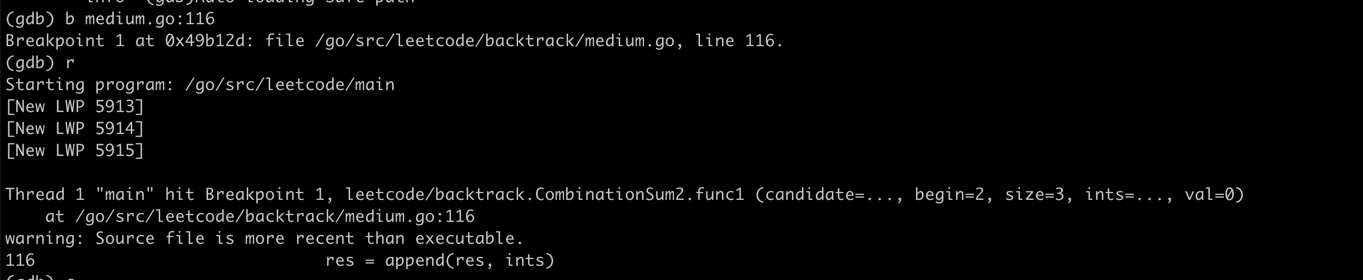 (gdb) b medium.go:116
Breakpoint 1 at 0x49b12d: file /go/src/leetcode/backtrack/medium.go, line 116.
(gdb) r
Starting program: /go/src/leetcode/main
[New LWP 5913]
[New LWP 5914]
[New LWP 5915]
Thread 1 "main" hit Breakpoint 1, leetcode/backtrack.CombinationSum2.func1 (candidate=..., begin=2, size=3, ints=..., val=0)
at /go/src/leetcode/backtrack/medium.go:116
warning: Source file is more recent than executable.
116 res = append(res, ints)